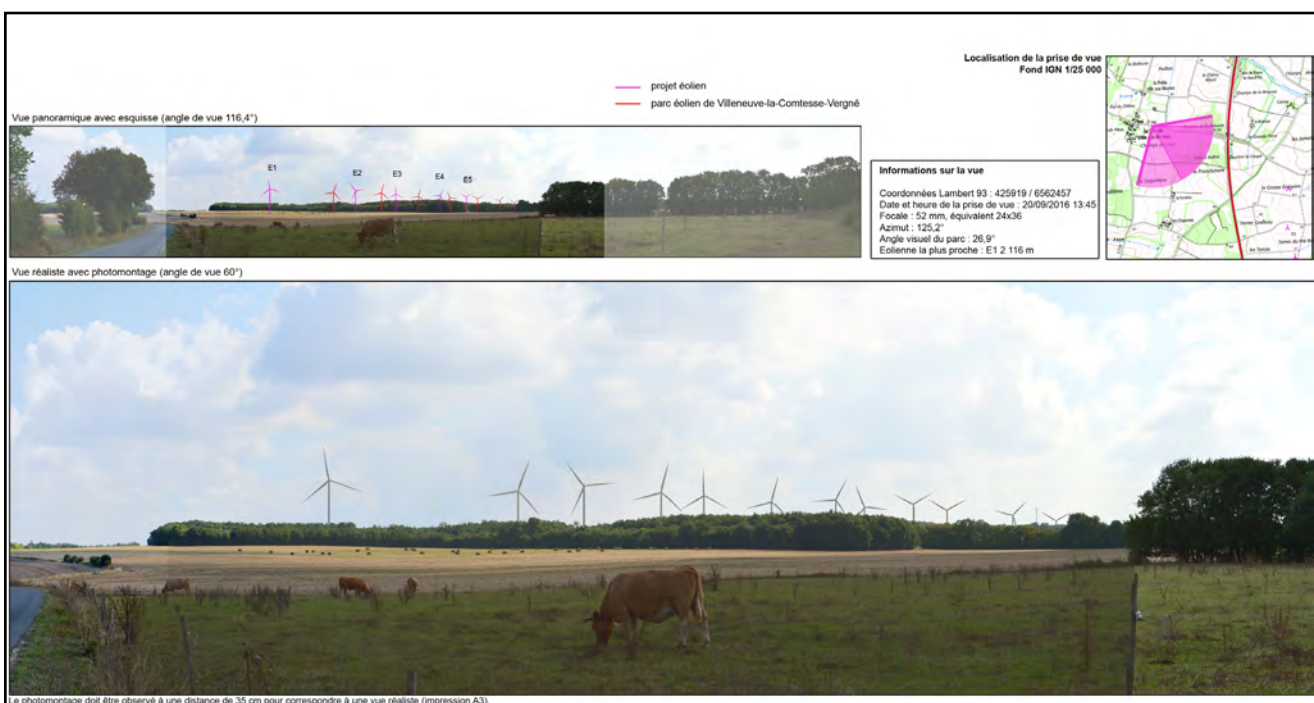 Localisation de la prise de vue
Fond IGN 1/25 000
projet éolien
parc éolien de Villeneuve-la-Comtesse-Vergné
Vue panoramique avec esquisse (angle de vue 116,4°)
E1
E2
E3
E4
E5
Informations sur la vue
Coordonnées Lambert 93 : 425919 / 6562457
Date et heure de la prise de vue : 20/09/2016 13:45
Focale : 52 mm, équivalent 24x36
Azimut : 125,2°
Angle visuel du parc : 26,9°
Eolienne la plus proche : E1 2 116 m
Vue réaliste avec photomontage (angle de vue 60°)
Le photomontage doit être observé à une distance de 35 cm pour correspondre à une vue réaliste (impression A3)